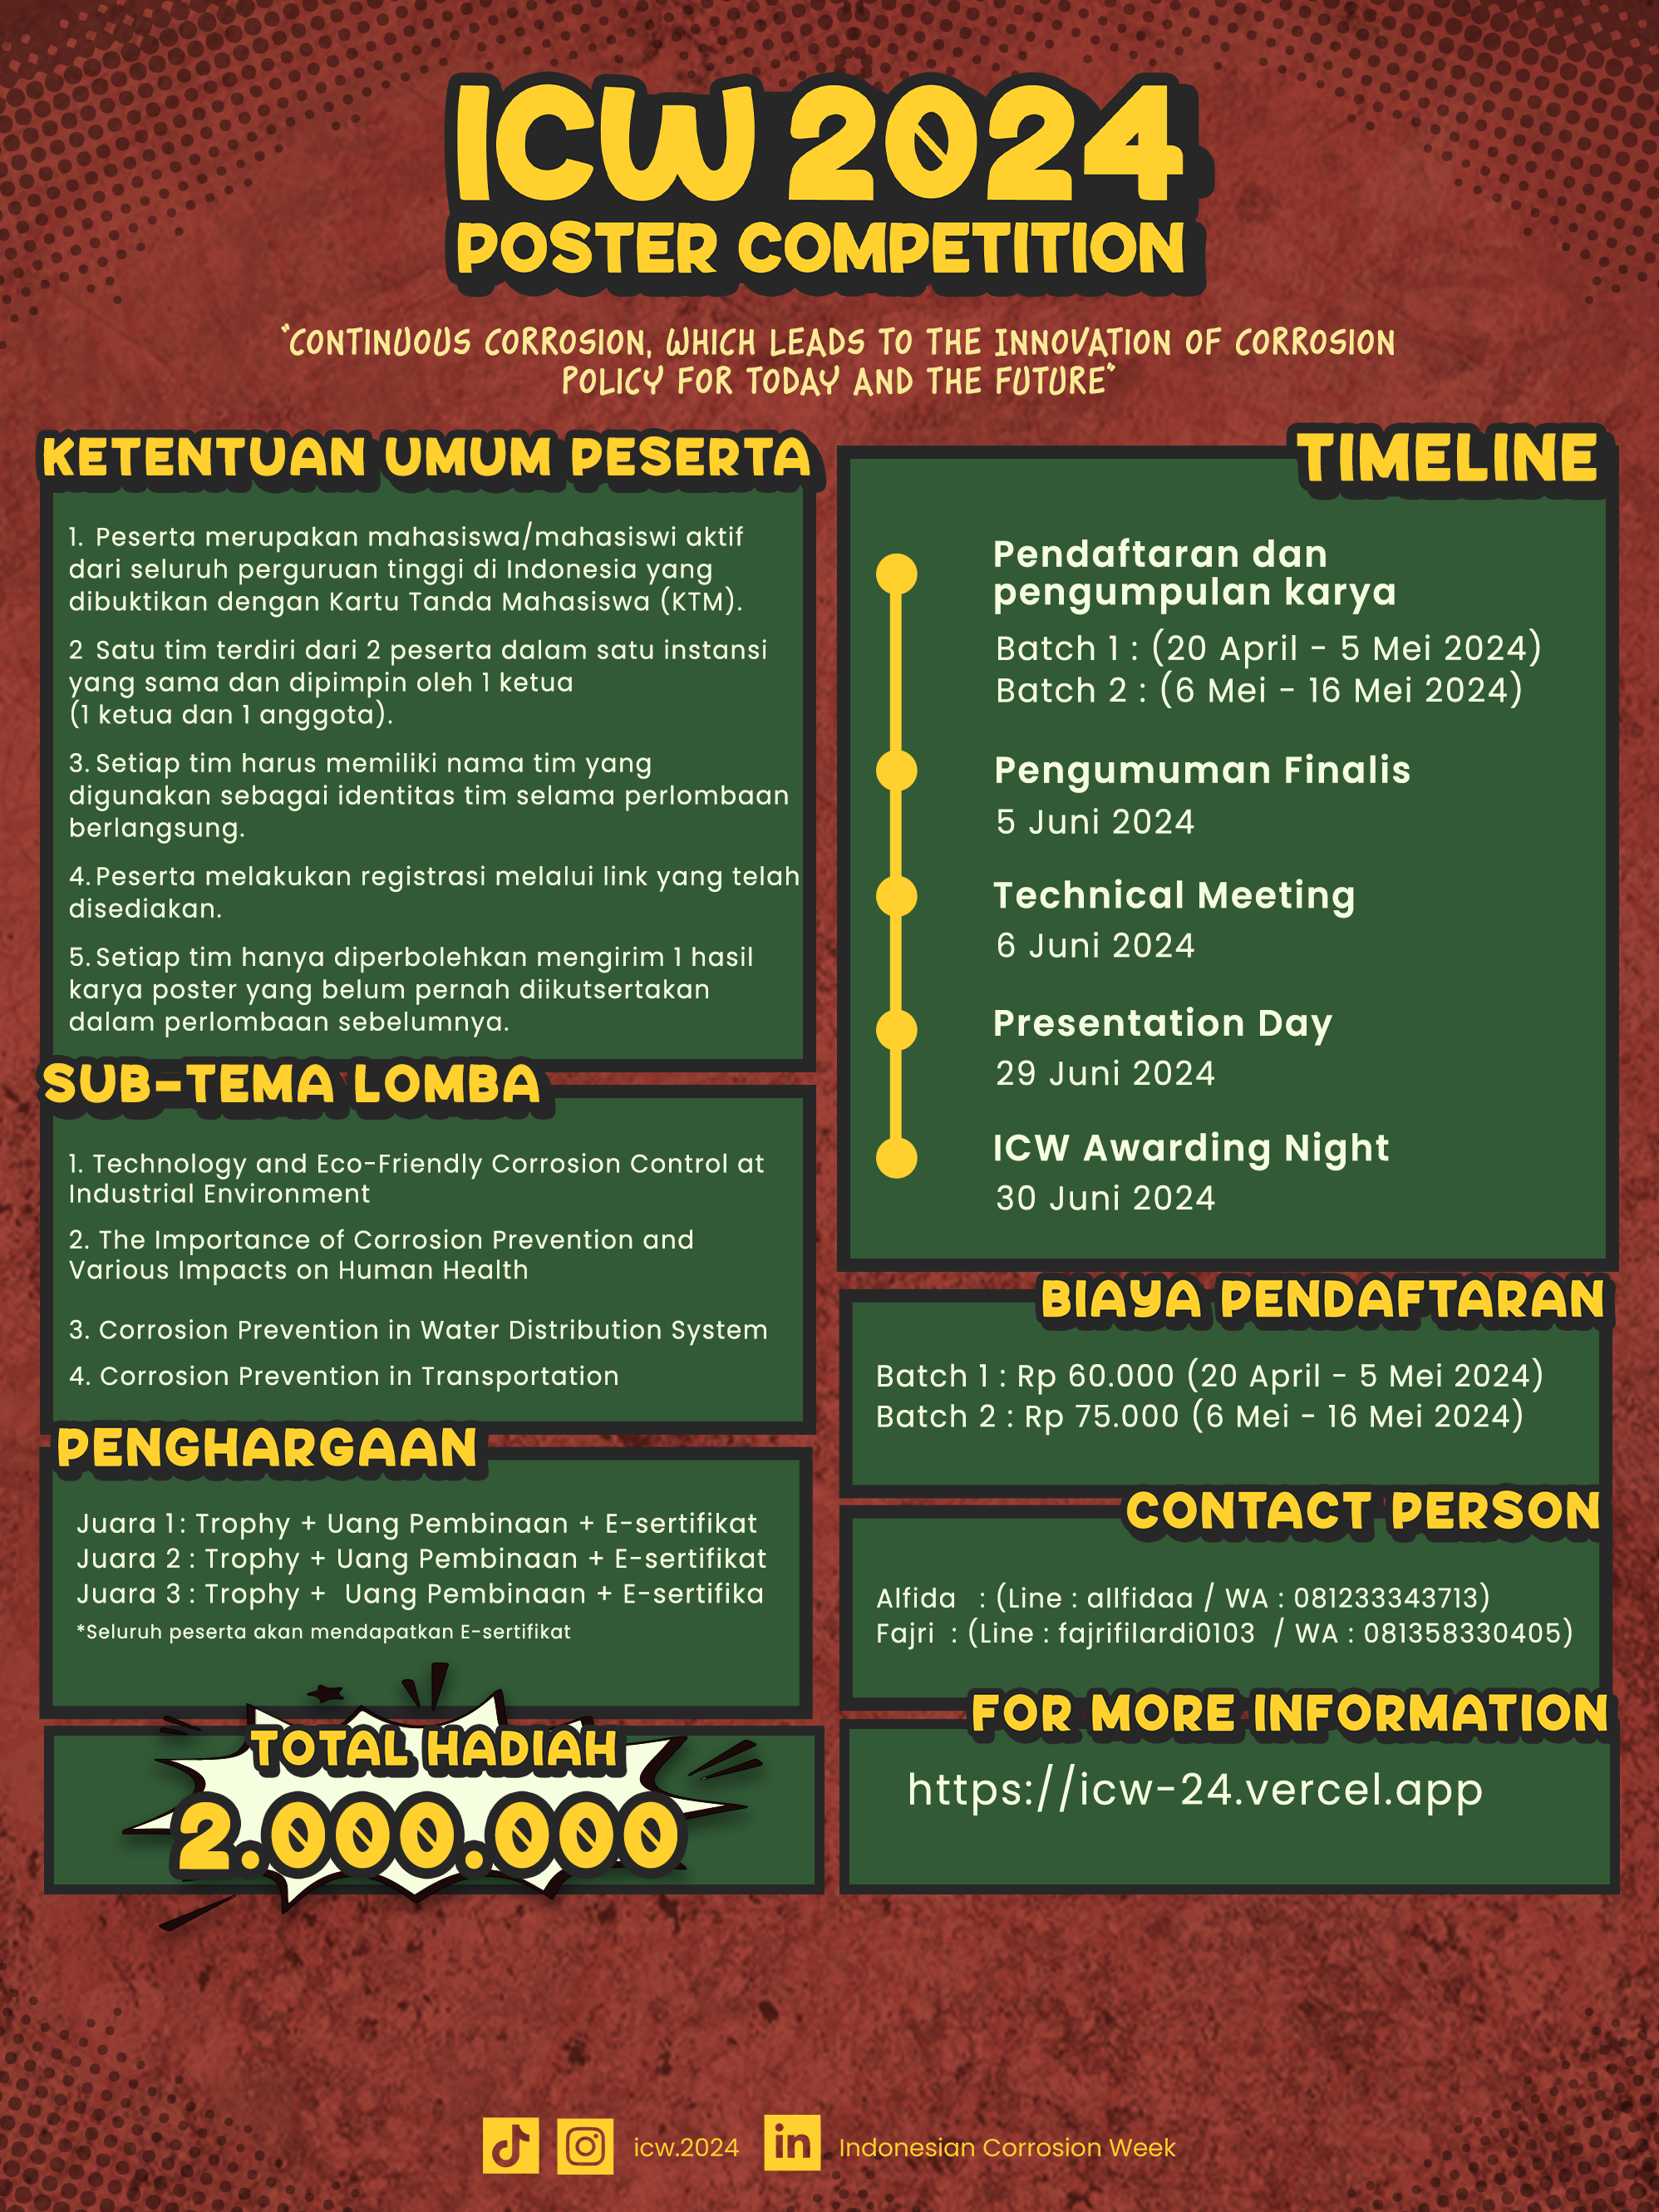 ICW 2024
POSTER COMPETITION
"CONTINUOUS CORROSION, WHICH LEADS TO THE INNOVATION OF CORROSION
POLICY FOR TODAY AND THE FUTURE"
KETENTUAN UMUM PESERTA
1. Peserta merupakan mahasiswa/mahasiswi aktif
dari seluruh perguruan tinggi di Indonesia yang
dibuktikan dengan Kartu Tanda Mahasiswa (KTM).
2 Satu tim terdiri dari 2 peserta dalam satu instansi
yang sama dan dipimpin oleh 1 ketua
(1 ketua dan 1 anggota).
3. Setiap tim harus memiliki nama tim yang
digunakan sebagai identitas tim selama perlombaan
berlangsung.
4. Peserta melakukan registrasi melalui link yang telah
disediakan.
5. Setiap tim hanya diperbolehkan mengirim 1 hasil
karya poster yang belum pernah diikutsertakan
dalam perlombaan sebelumnya.
SUB-TEMA LOMBA
1. Technology and Eco-Friendly Corrosion Control at
Industrial Environment
2. The Importance of Corrosion Prevention and
Various Impacts on Human Health
3. Corrosion Prevention in Water Distribution System
4. Corrosion Prevention in Transportation
PENGHARGAAN
Juara 1 : Trophy + Uang Pembinaan + E-sertifikat
Juara 2 : Trophy + Uang Pembinaan + E-sertifikat
Juara 3 : Trophy + Uang Pembinaan + E-sertifika
*Seluruh peserta akan mendapatkan E-sertifikat
TOTAL HADIAH
2.000.000
TIMELINE
Pendaftaran dan
pengumpulan karya
Batch 1 : (20 April - 5 Mei 2024)
Batch 2 : (6 Mei - 16 Mei 2024)
Pengumuman Finalis
5 Juni 2024
Technical Meeting
6 Juni 2024
Presentation Day
29 Juni 2024
ICW Awarding Night
30 Juni 2024
BIAYA PENDAFTARAN
Batch 1 : Rp 60.000 (20 April - 5 Mei 2024)
Batch 2 : Rp 75.000 (6 Mei - 16 Mei 2024)
CONTACT PERSON
Alfida : (Line : allfidaa / WA : 081233343713)
Fajri : (Line : fajrifilardi0103 / WA : 081358330405)
FOR MORE INFORMATION
https://icw-24.vercel.app
icw.2024
in Indonesian Corrosion Week